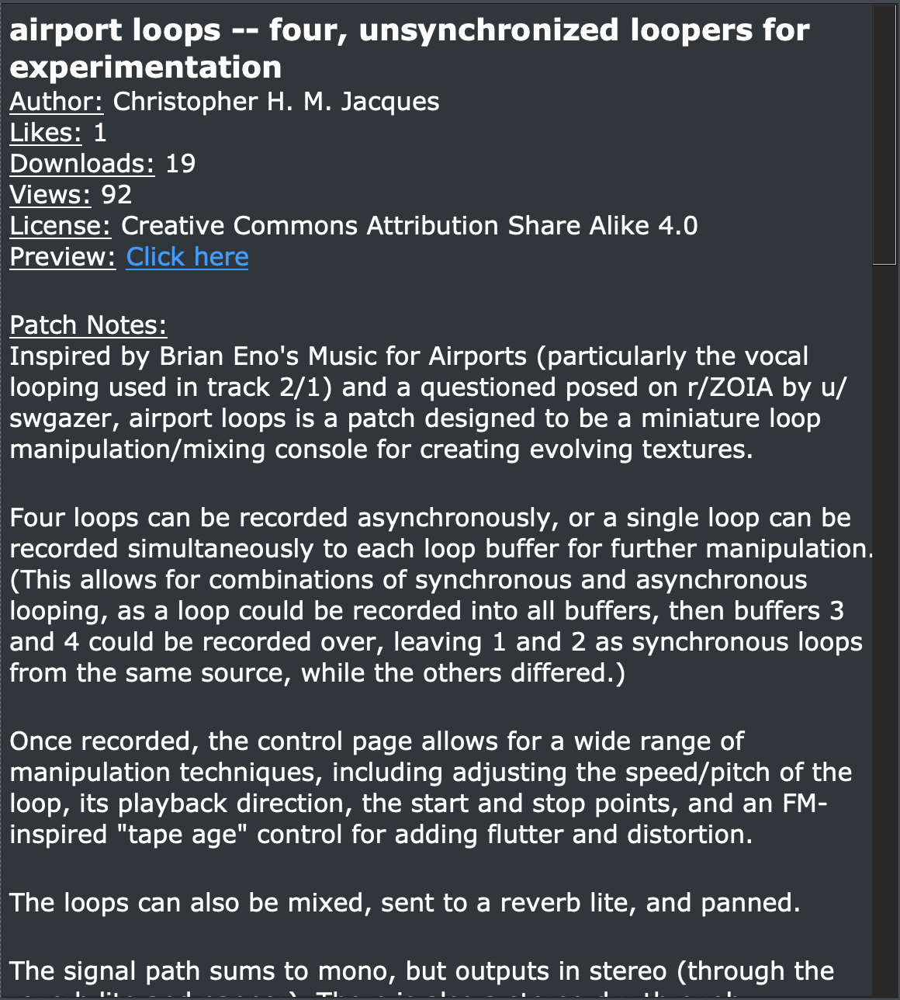 airport loops -- four, unsynchronized loopers for
experimentation
Author: Christopher H. M. Jacques
Likes: 1
Downloads: 19
Views: 92
License: Creative Commons Attribution Share Alike 4.0
Preview: Click here
Patch Notes:
Inspired by Brian Eno's Music for Airports (particularly the vocal
looping used in track 2/1) and a questioned posed on r/ZOIA by u/
swgazer, airport loops is a patch designed to be a miniature loop
manipulation/mixing console for creating evolving textures.
Four loops can be recorded asynchronously, or a single loop can be
recorded simultaneously to each loop buffer for further manipulation.
(This allows for combinations of synchronous and asynchronous
looping, as a loop could be recorded into all buffers, then buffers 3
and 4 could be recorded over, leaving 1 and 2 as synchronous loops
from the same source, while the others differed.)
Once recorded, the control page allows for a wide range of
manipulation techniques, including adjusting the speed/pitch of the
loop, its playback direction, the start and stop points, and an FM-
inspired "tape age" control for adding flutter and distortion.
The loops can also be mixed, sent to a reverb lite, and panned.
The signal path sums to mono, but outputs in stereo (through the